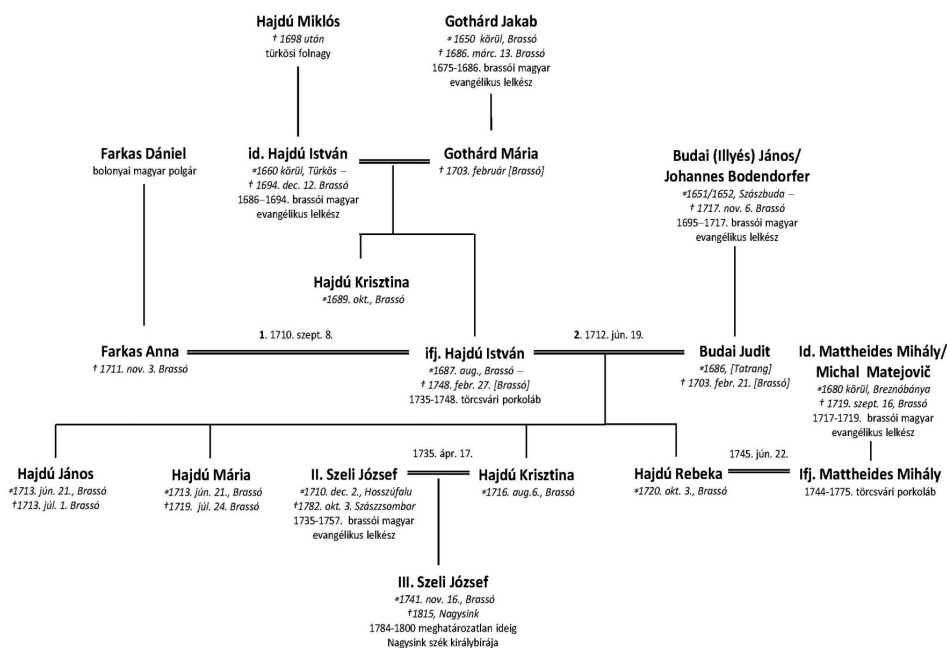 Hajdú Miklós
† 1698 után
türkösi folnagy
Gothárd Jakab
*1650 körül, Brassó
† 1686. márc. 13. Brassó
1675-1686. brassói magyar
evangélikus lelkész
Farkas Dániel
bolonyai magyar polgár
id. Hajdú István
*1660 körül, Türkös –
† 1694. dec. 12. Brassó
1686–1694. brassói magyar
evangélikus lelkész
Gothárd Mária
† 1703. február [Brassó]
Budai (Illyés) János/
Johannes Bodendorfer
*1651/1652, Szászbuda –
† 1717. nov. 6. Brassó
1695–1717. brassói magyar
evangélikus lelkész
Hajdú Krisztina
*1689. okt., Brassó
1. 1710. szept. 8.
2. 1712. jún. 19.
Farkas Anna
† 1711. nov. 3. Brassó
ifj. Hajdú István
*1687. aug., Brassó –
† 1748. febr. 27. [Brassó]
1735-1748. törcsvári porkoláb
Budai Judit
*1686, [Tatrang]
† 1703. febr. 21. [Brassó]
Id. Mattheides Mihály/
Michal Matejovič
*1680 körül, Breznóbánya
† 1719. szept. 16, Brassó
1717-1719. brassói magyar
evangélikus lelkész
1735. ápr. 17.
1745. jún. 22.
Hajdú János
*1713. jún. 21., Brassó
†1713. júl. 1. Brassó
Hajdú Mária
*1713. jún. 21., Brassó
†1719. júl. 24. Brassó
II. Szeli József
*1710. dec. 2., Hosszúfalu
†1782. okt. 3. Szászzsombor
1735-1757. brassói magyar
evangélikus lelkész
Hajdú Krisztina
*1716. aug.6., Brassó
Hajdú Rebeka
*1720. okt. 3., Brassó
Ifj. Mattheides Mihály
1744-1775. törcsvári porkoláb
III. Szeli József
*1741. nov. 16., Brassó
†1815, Nagysink
1784-1800 meghatározatlan ideig
Nagysink szék királybírája